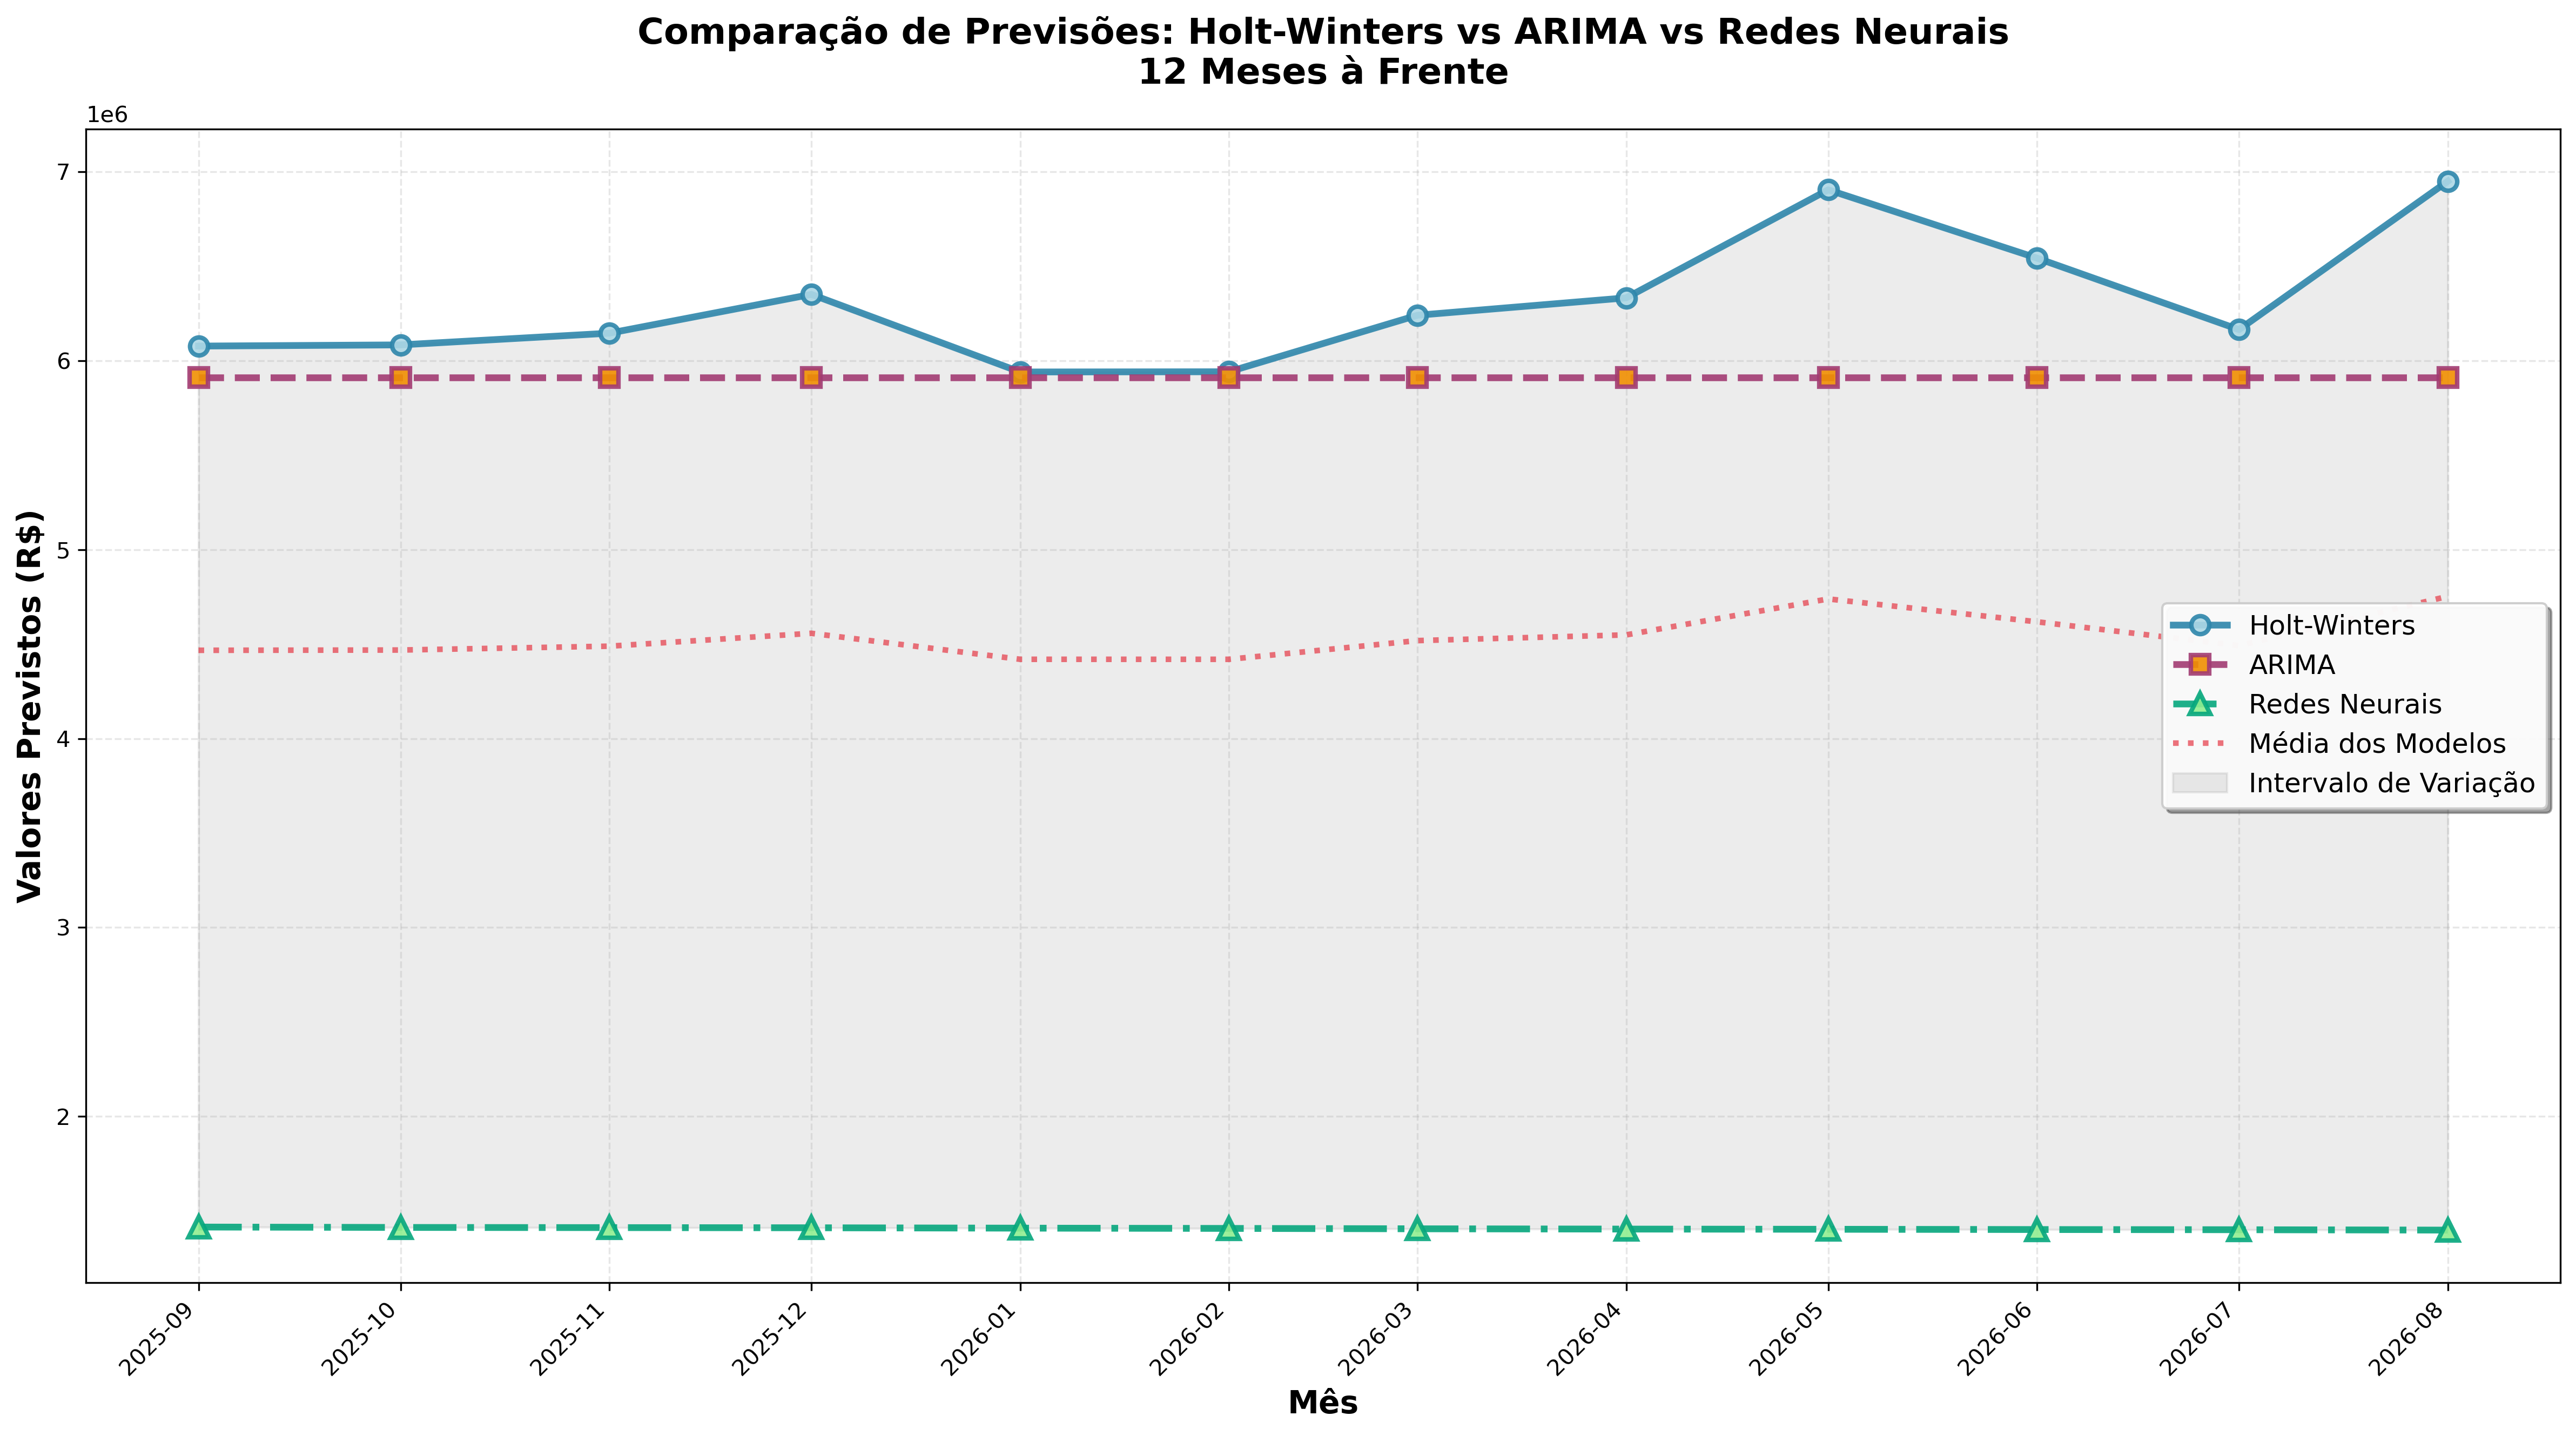 Comparação de Previsões: Holt-Winters vs ARIMA vs Redes Neurais
12 Meses à Frente
1e6
7
6
5
4
3
2
Valores Previstos (R$)
Holt-Winters
ARIMA
Redes Neurais
Média dos Modelos
Intervalo de Variação
2025-09
2025-10
2025-11
2025-12
2026-01
2026-02
2026-03
2026-04
2026-05
2026-06
2026-07
2026-08
Mês